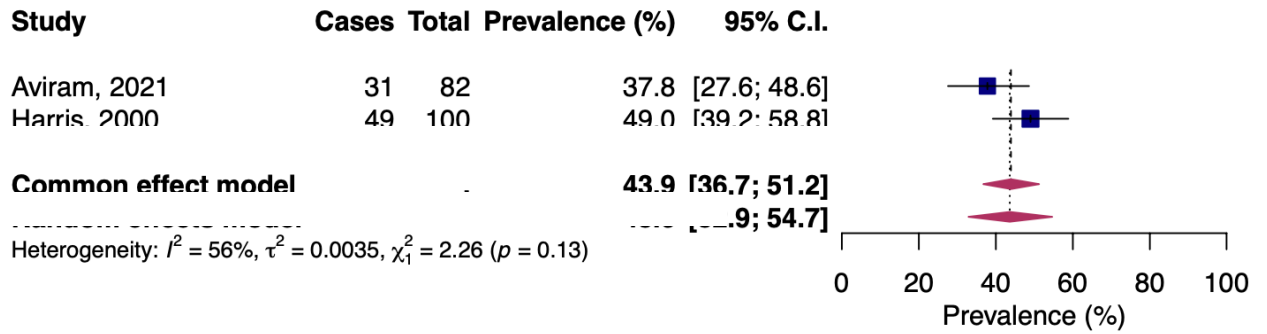 Study Cases Total Prevalence (%) 95% C.I.
Aviram, 2021 31 82 37.8 [27.6; 48.6]
Harris, 2000 49 100 49.0 [39.2; 58.8]
Common effect model 43.9 [36.7; 51.2]
.9; 54.7]
Heterogeneity: I² = 56%, τ² = 0.0035, χ²₁ = 2.26 (p = 0.13)
0 20 40 60 80 100
Prevalence (%)